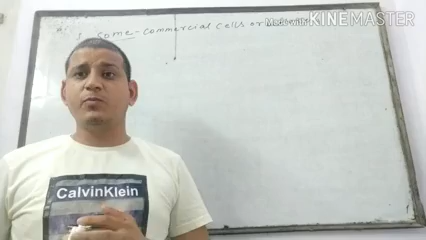 Made with
KINEMASTER
Some-commercial cells or
CalvinKlein